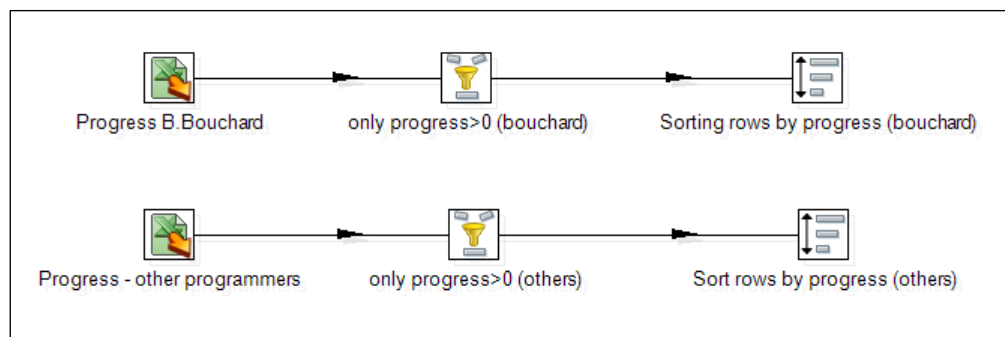 Progress B.Bouchard
only progress>0 (bouchard)
Sorting rows by progress (bouchard)
Progress - other programmers
only progress>0 (others)
Sort rows by progress (others)